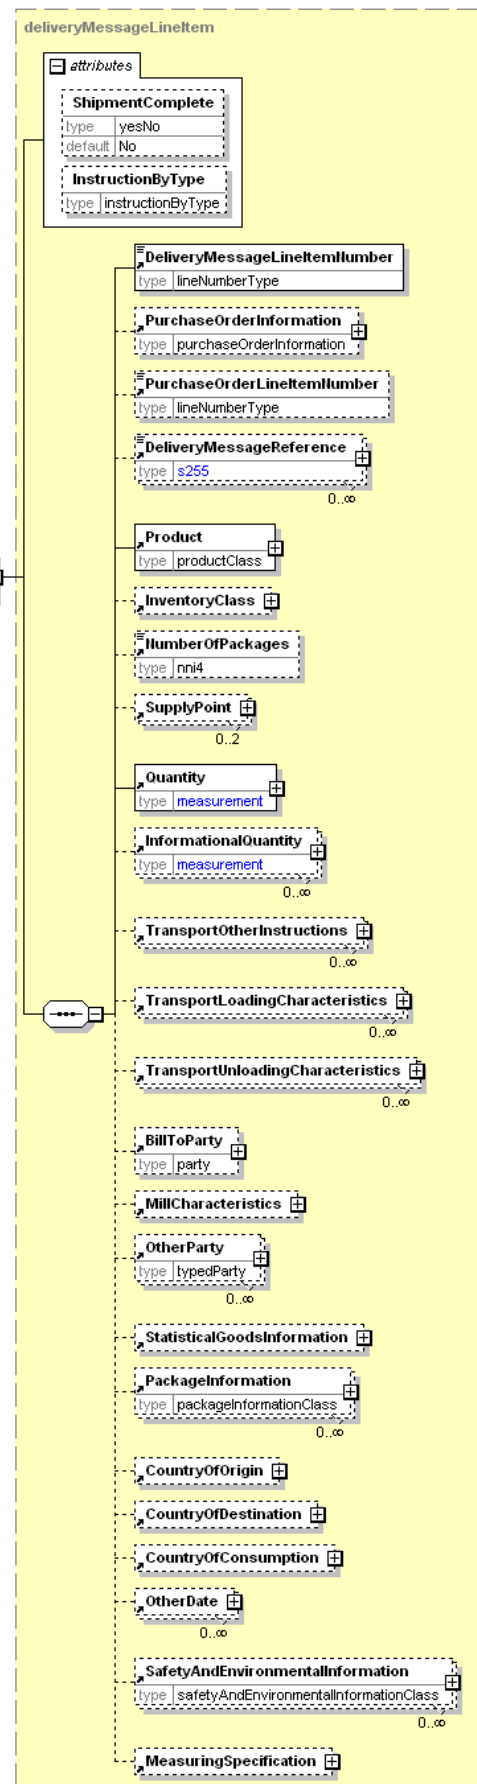 deliveryMessageLineItem
attributes
ShipmentComplete
type yesNo
default No
InstructionByType
type instructionByType
DeliveryMessageLineItemNumber
type lineNumberType
PurchaseOrderInformation
type purchaseOrderInformation
PurchaseOrderLineItemNumber
type lineNumberType
DeliveryMessageReference
type s255
0..∞
Product
type productClass
InventoryClass
NumberOfPackages
type nni4
SupplyPoint
0..2
Quantity
type measurement
InformationalQuantity
type measurement
0..∞
TransportOtherInstructions
0..∞
TransportLoadingCharacteristics
0..∞
TransportUnloadingCharacteristics
0..∞
BillToParty
type party
MillCharacteristics
OtherParty
type typedParty
0..∞
StatisticalGoodsInformation
PackageInformation
type packageInformationClass
0..∞
CountryOfOrigin
CountryOfDestination
CountryOfConsumption
OtherDate
0..∞
SafetyAndEnvironmentalInformation
type safetyAndEnvironmentalInformationClass
0..∞
MeasuringSpecification